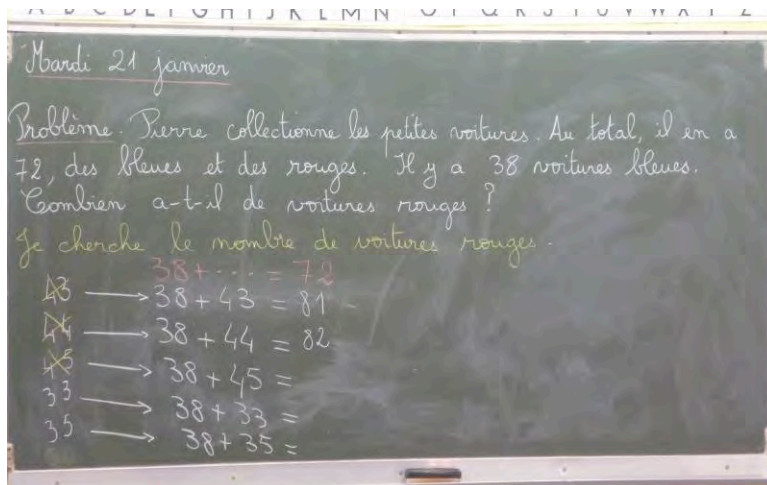 Mardi 21 janvier
Problème. Pierre collectionne les petites voitures. Au total, il en a
72, des bleues et des rouges. Il y a 38 voitures bleues.
Combien a-t-il de voitures rouges ?
Je cherche le nombre de voitures rouges.
38 + ..... = 72
43 → 38 + 43 = 81
44 → 38 + 44 = 82
45 → 38 + 45 =
33 → 38 + 33 =
35 → 38 + 35 =